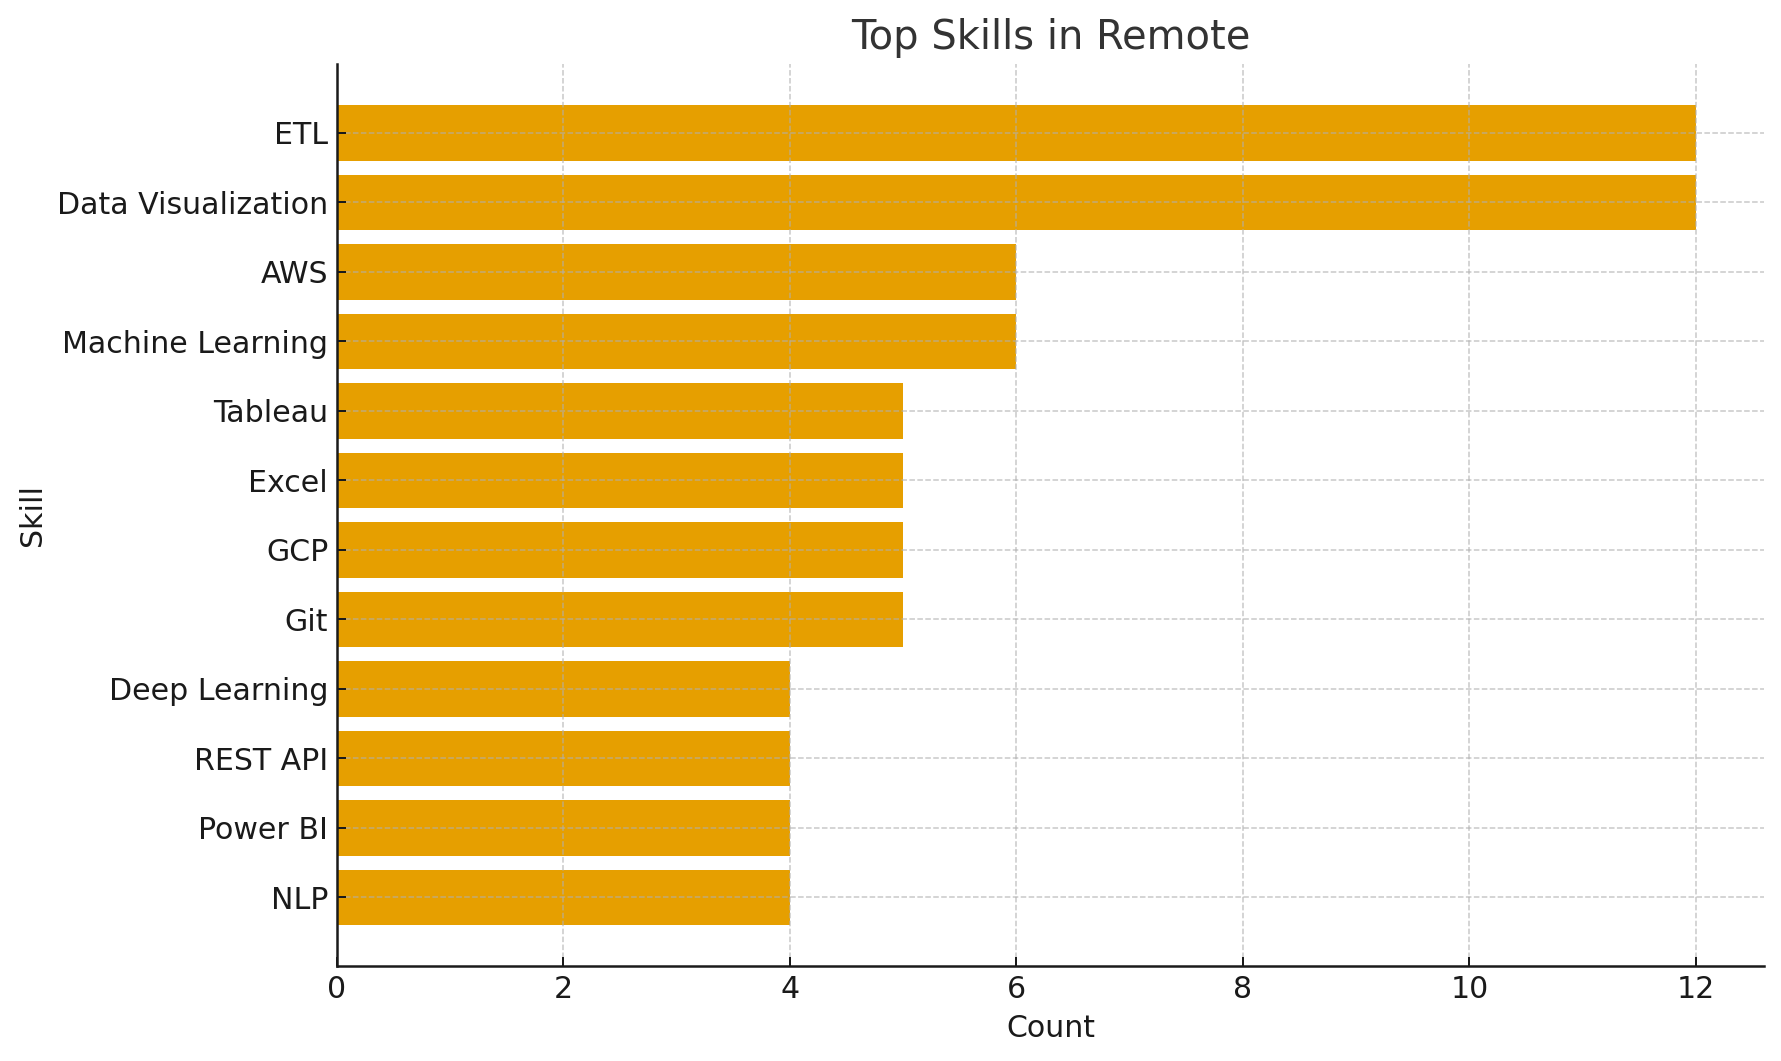 Top Skills in Remote
Skill
ETL
Data Visualization
AWS
Machine Learning
Tableau
Excel
GCP
Git
Deep Learning
REST API
Power BI
NLP
0 2 4 6 8 10 12
Count